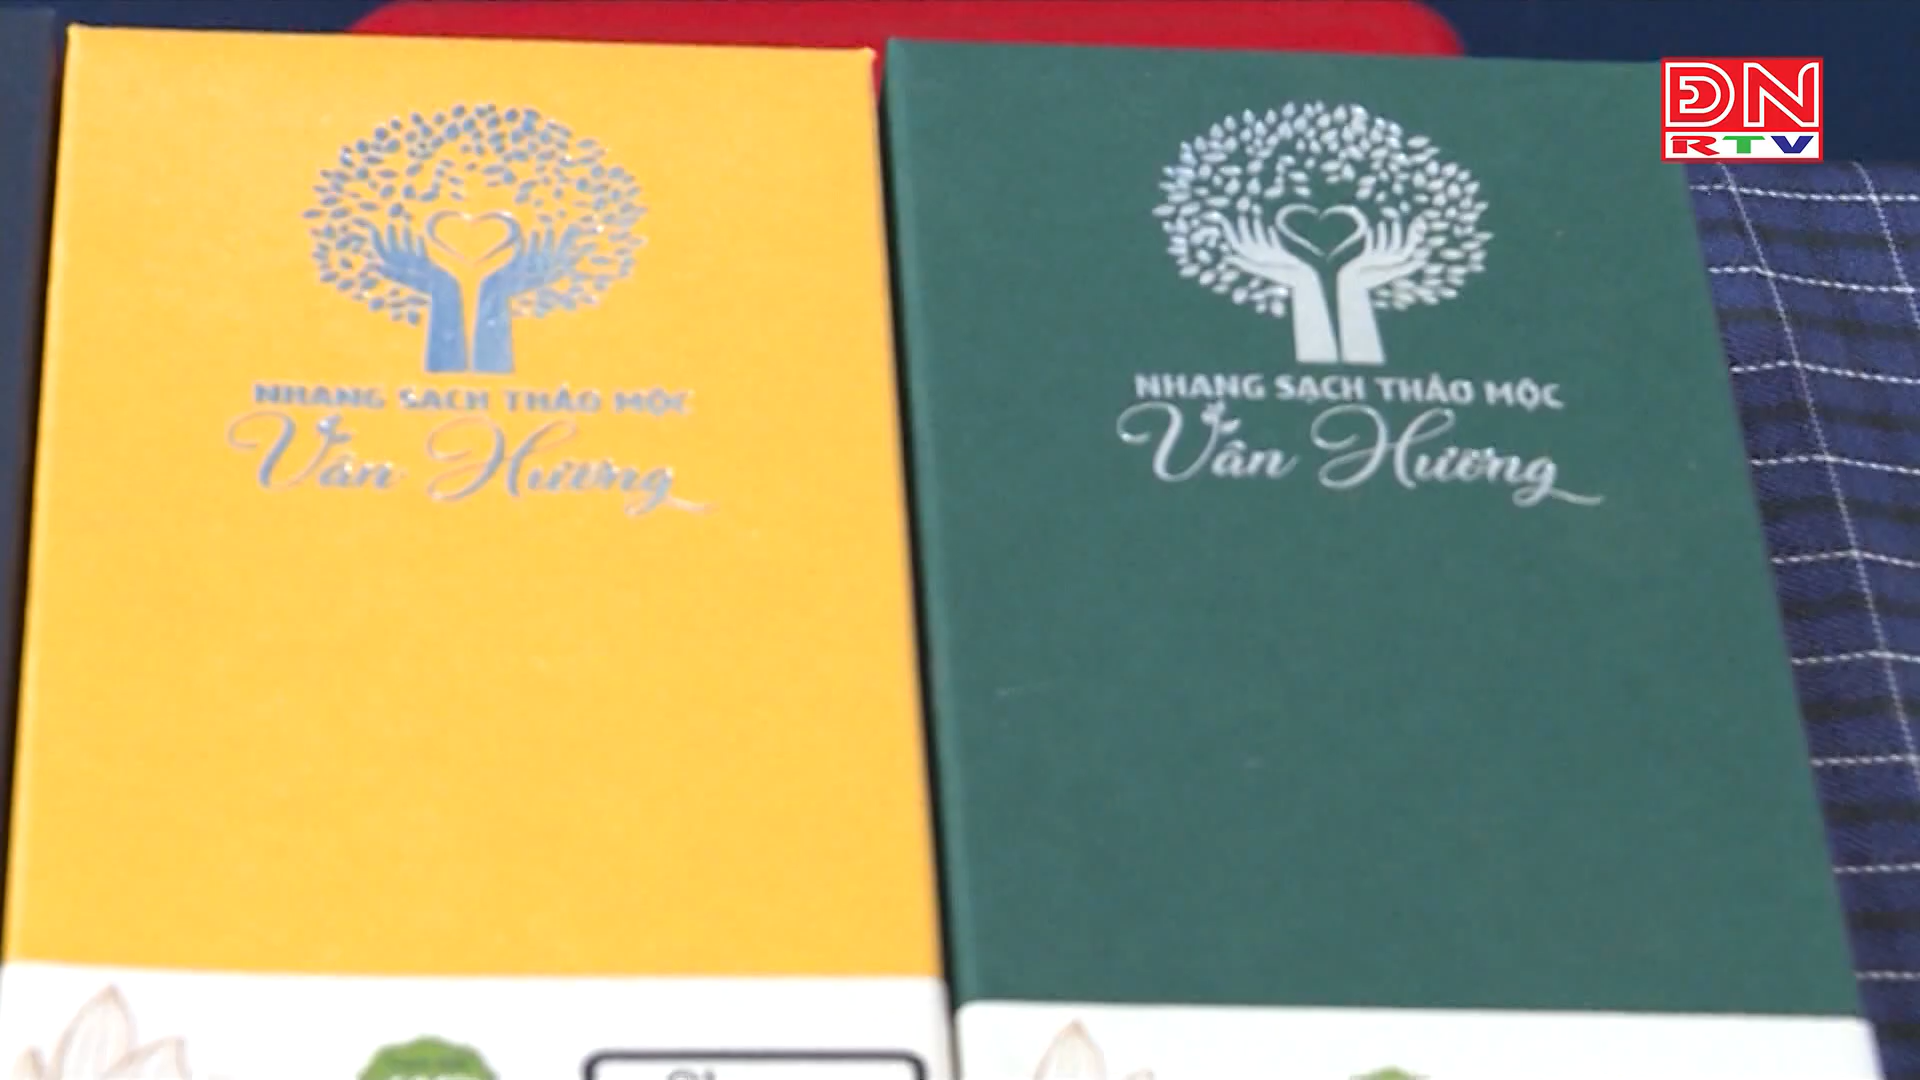 ĐN
RTV
NHANG SẠCH THẢO MỘC
Vân Hương
NHANG SẠCH THẢO MỘC
Vân Hương